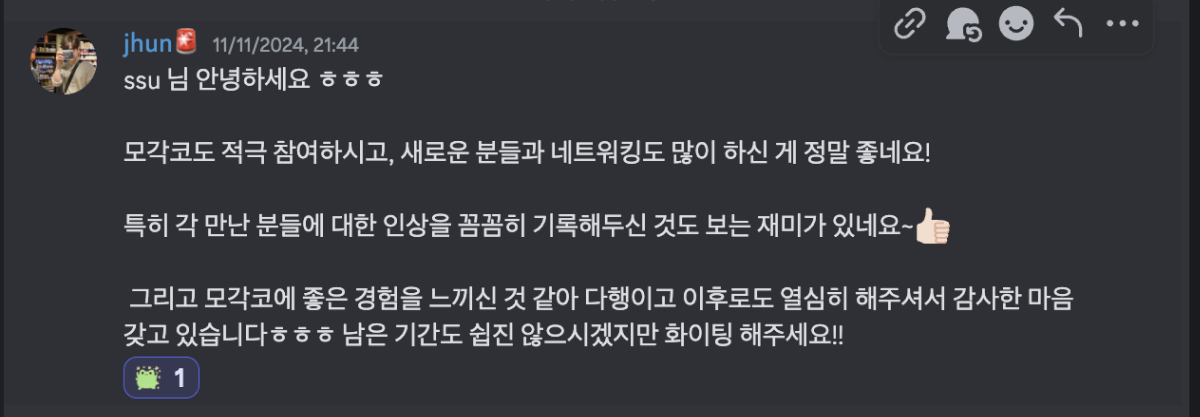 jhun🚨 11/11/2024, 21:44
ssu 님 안녕하세요 ㅎㅎㅎ
모각코도 적극 참여하시고, 새로운 분들과 네트워킹도 많이 하신 게 정말 좋네요!
특히 각 만난 분들에 대한 인상을 꼼꼼히 기록해두신 것도 보는 재미가 있네요~👍🏻
그리고 모각코에 좋은 경험을 느끼신 것 같아 다행이고 이후로도 열심히 해주셔서 감사한 마음
갖고 있습니다ㅎㅎㅎ 남은 기간도 쉽진 않으시겠지만 화이팅 해주세요!!
1